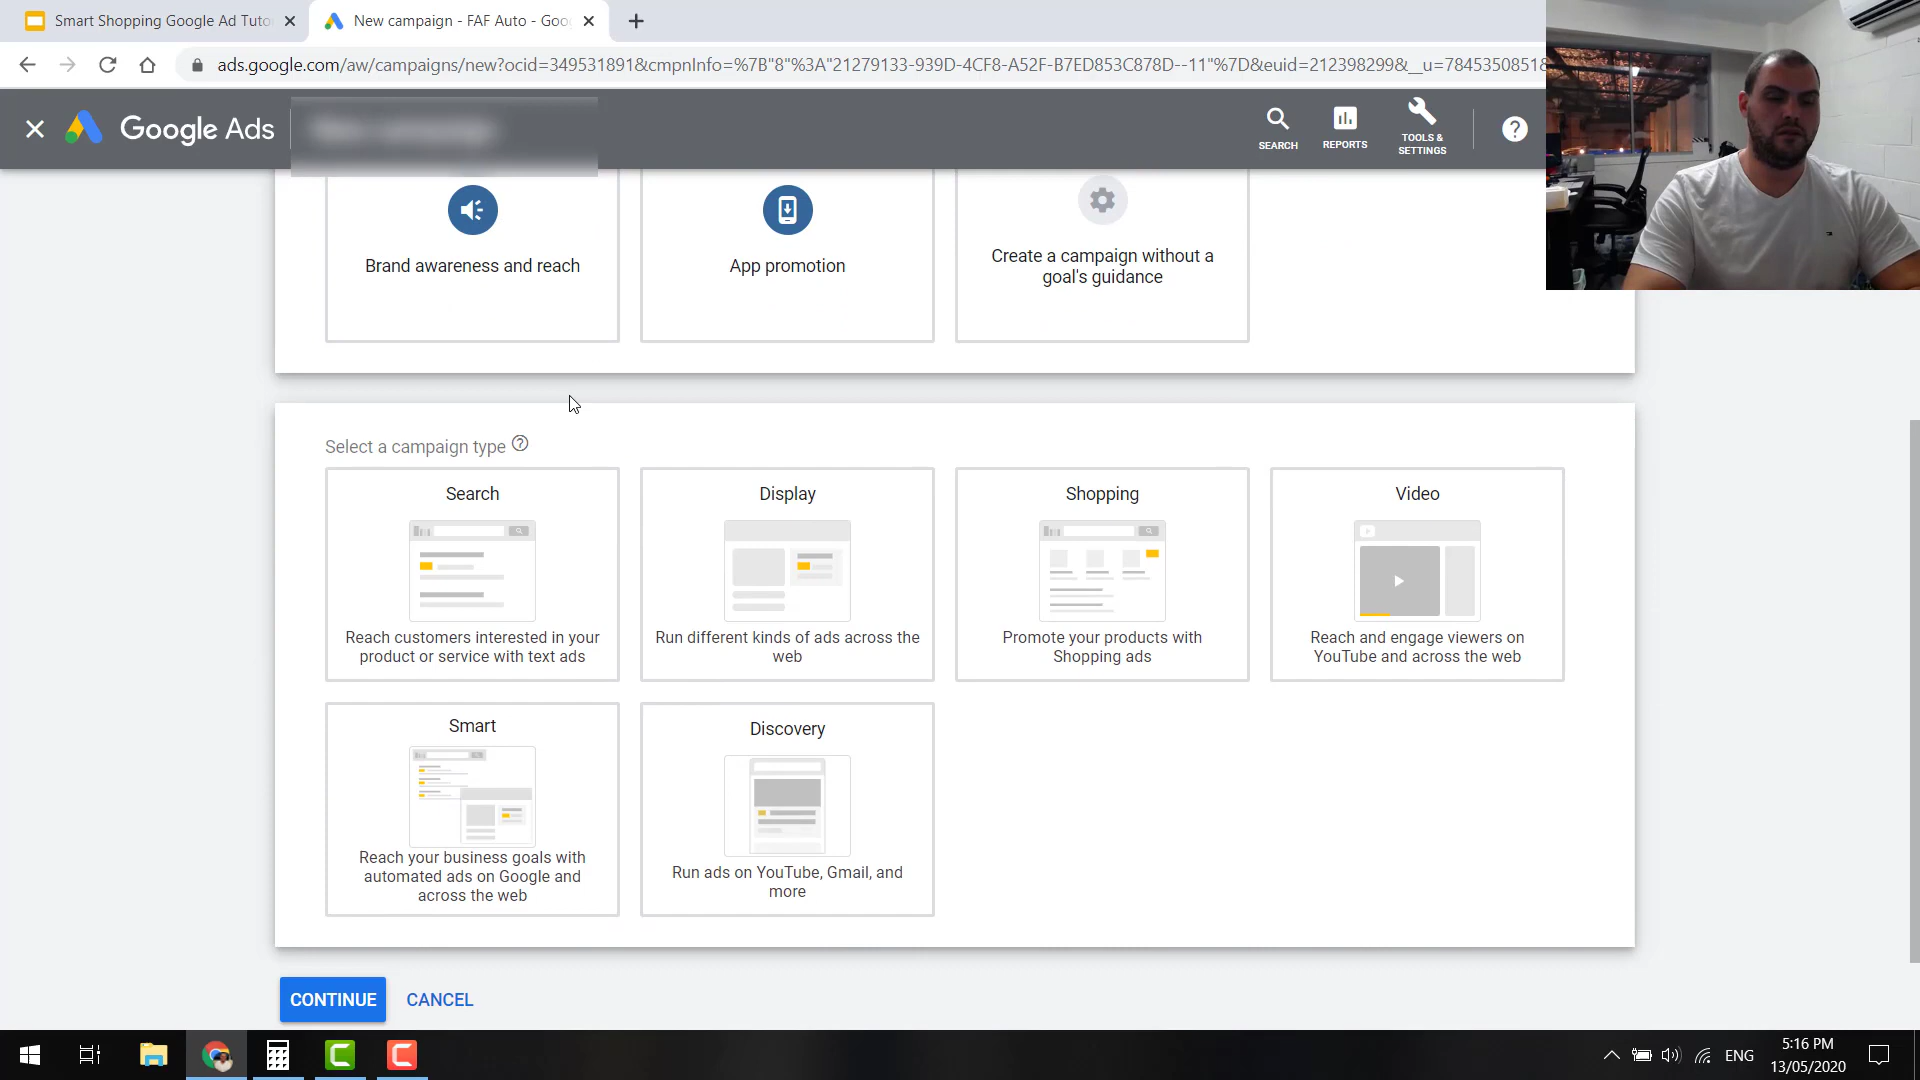 Smart Shopping Google Ad Tuto
New campaign - FAF Auto - Goo
ads.google.com/aw/campaigns/new?ocid=349531891&cmpnInfo=%7B"8"%3A"21279133-939D-4CF8-A52F-B7ED853C878D--11"%7D&euid=212398299&__u=7845350851
Google Ads
SEARCH
REPORTS
TOOLS &
SETTINGS
Brand awareness and reach
App promotion
Create a campaign without a
goal's guidance
Select a campaign type
Search
Reach customers interested in your
product or service with text ads
Display
Run different kinds of ads across the
web
Shopping
Promote your products with
Shopping ads
Video
Reach and engage viewers on
YouTube and across the web
Smart
Reach your business goals with
automated ads on Google and
across the web
Discovery
Run ads on YouTube, Gmail, and
more
CONTINUE
CANCEL
ENG
5:16 PM
13/05/2020